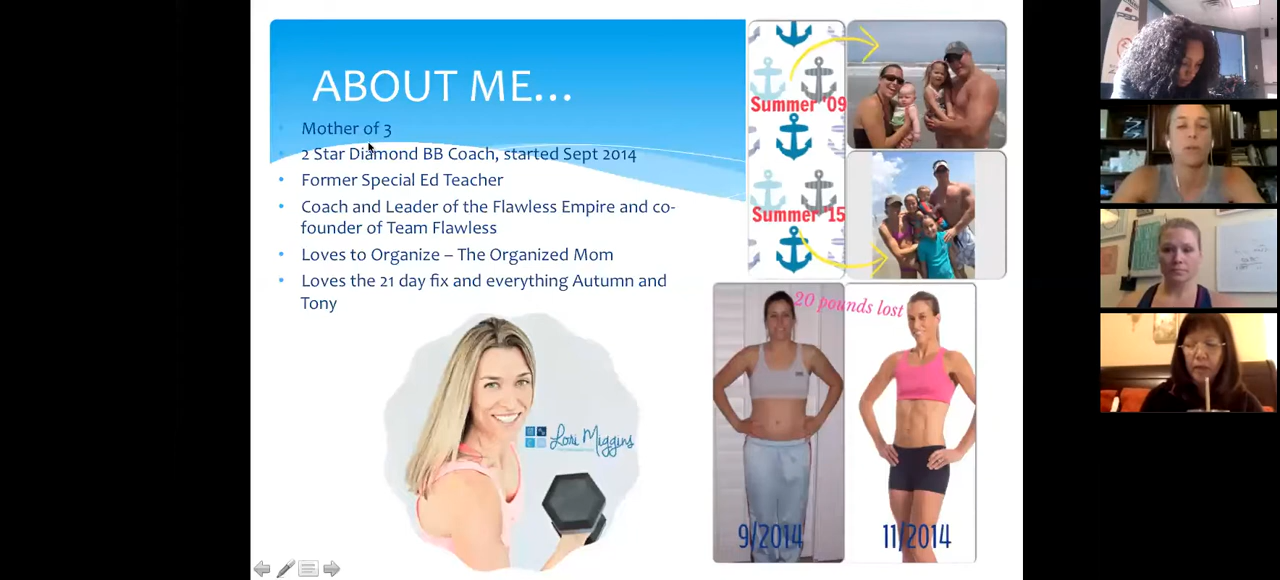 ABOUT ME...
Mother of 3
2 Star Diamond BB Coach, started Sept 2014
Former Special Ed Teacher
Coach and Leader of the Flawless Empire and co-
founder of Team Flawless
Loves to Organize – The Organized Mom
Loves the 21 day fix and everything Autumn and
Tony
Lori Miggins
Summer '09
Summer '15
20 pounds lost
9/2014
11/2014